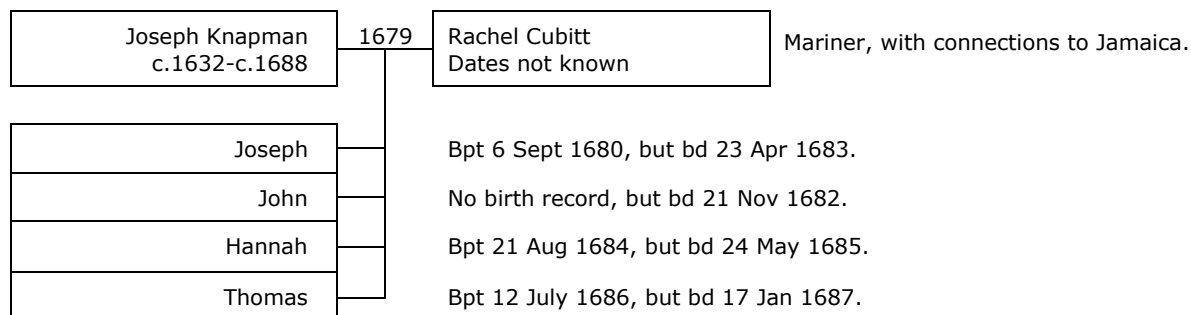 Joseph Knapman
c.1632-c.1688
1679
Rachel Cubitt
Dates not known
Mariner, with connections to Jamaica.
Joseph
Bpt 6 Sept 1680, but bd 23 Apr 1683.
John
No birth record, but bd 21 Nov 1682.
Hannah
Bpt 21 Aug 1684, but bd 24 May 1685.
Thomas
Bpt 12 July 1686, but bd 17 Jan 1687.